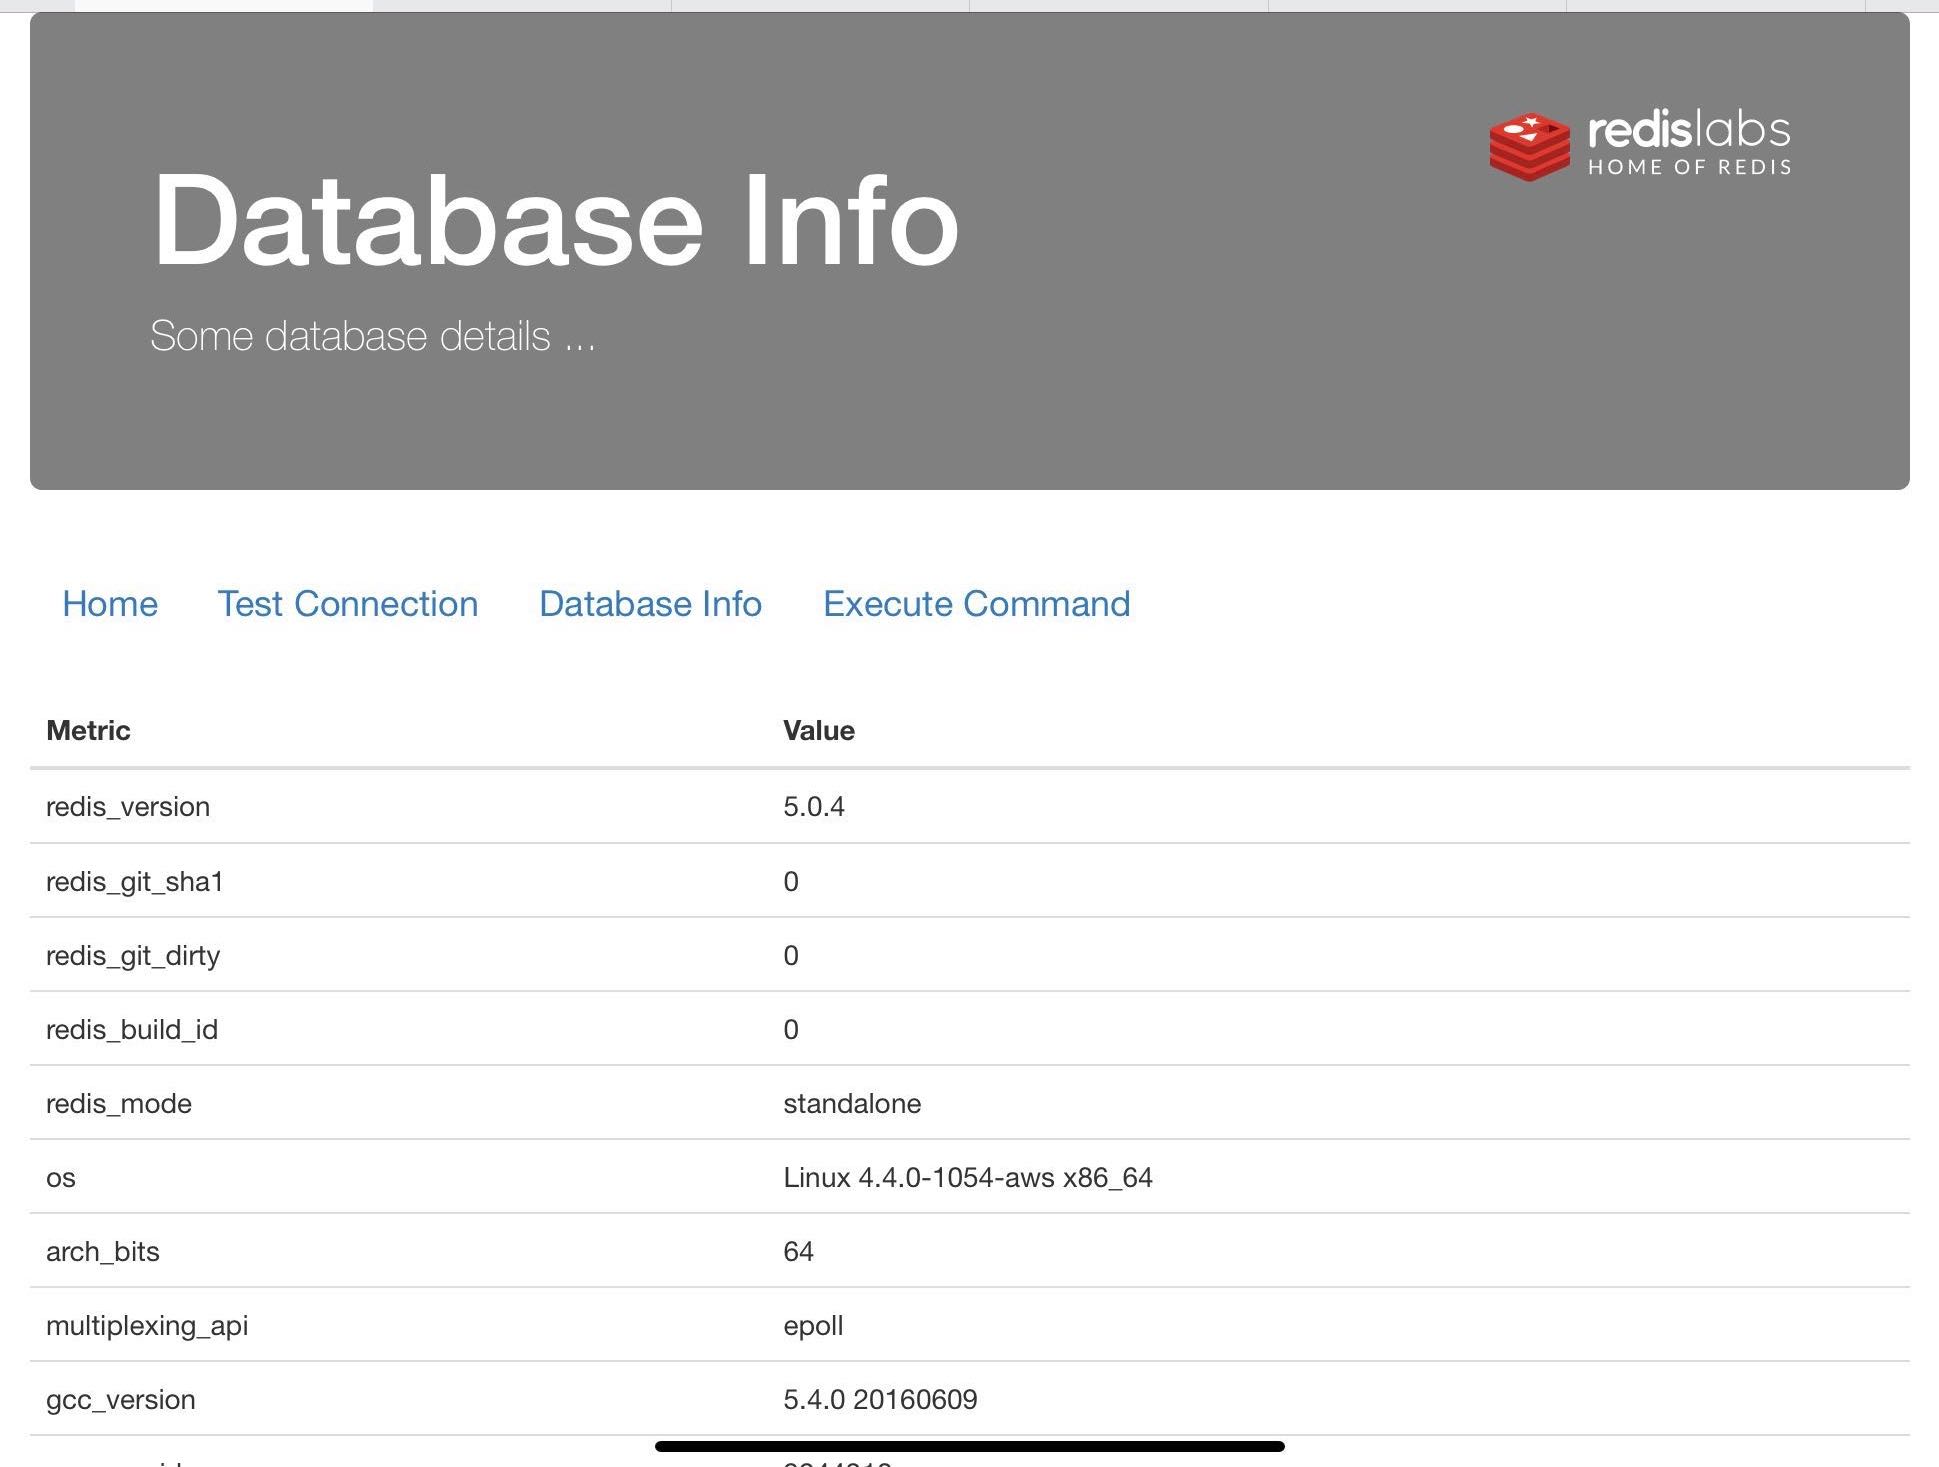 redislabs
HOME OF REDIS
Database Info
Some database details ...
Home Test Connection Database Info Execute Command
Metric Value
redis_version 5.0.4
redis_git_sha1 0
redis_git_dirty 0
redis_build_id 0
redis_mode standalone
os Linux 4.4.0-1054-aws x86_64
arch_bits 64
multiplexing_api epoll
gcc_version 5.4.0 20160609